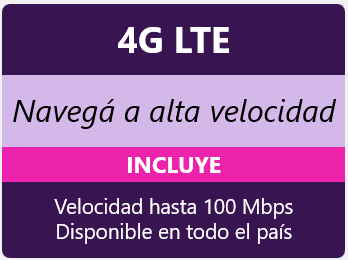 4G LTE
Navegá a alta velocidad
INCLUYE
Velocidad hasta 100 Mbps
Disponible en todo el país